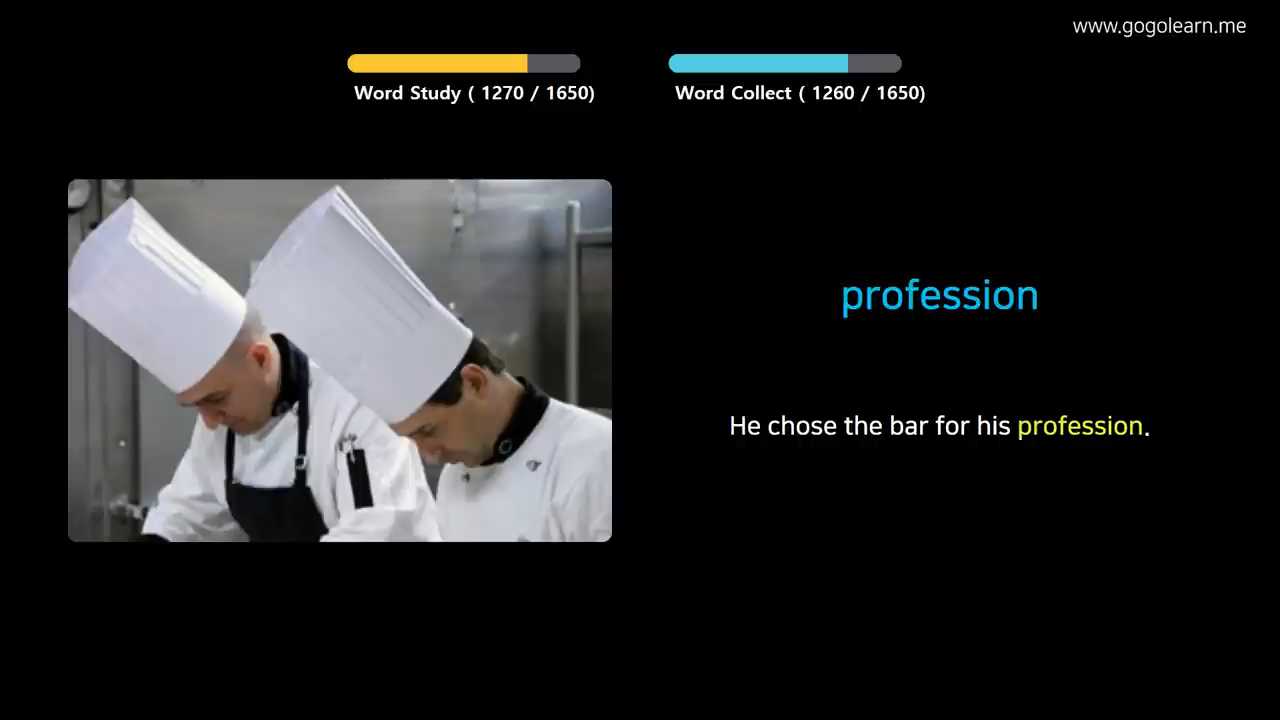 www.gogolearn.me
Word Study ( 1270 / 1650)
Word Collect ( 1260 / 1650)
profession
He chose the bar for his profession.